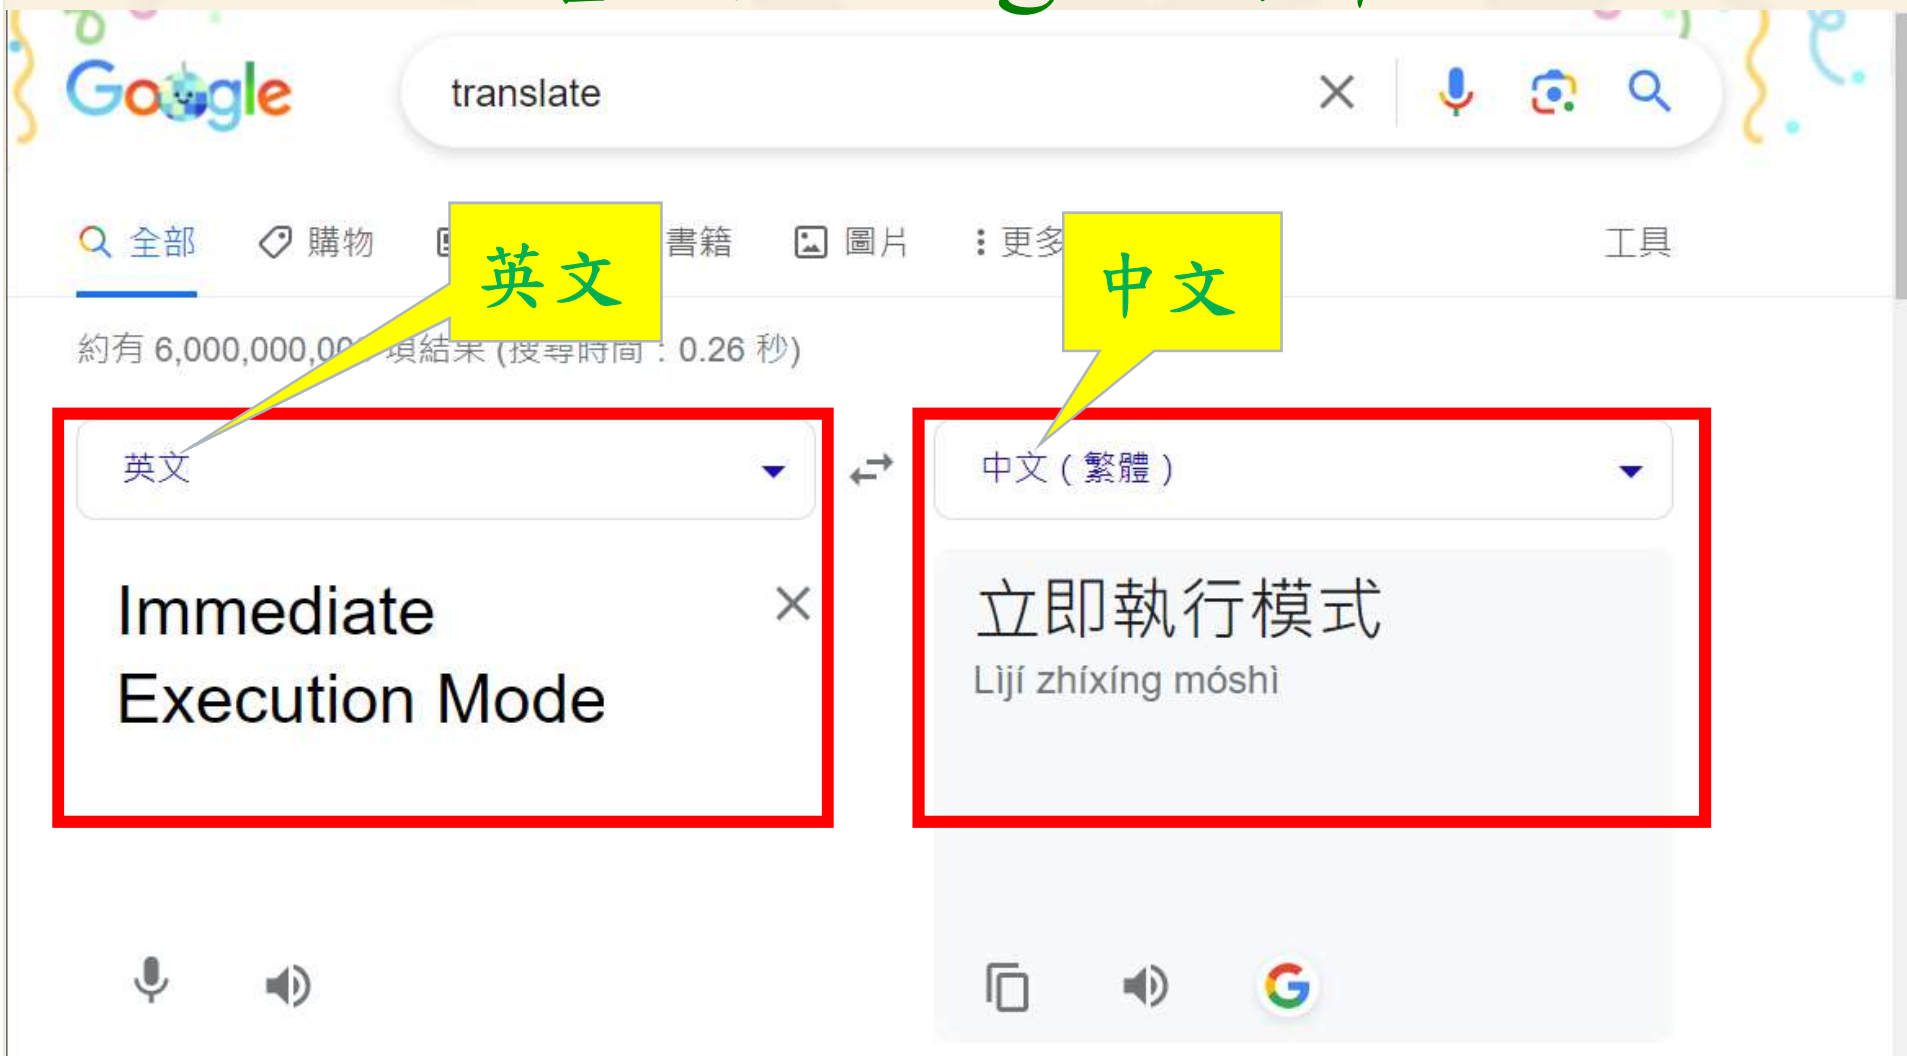 Google
translate
全部 購物 書籍 圖片 更多 工具
英文
中文
約有 6,000,000,000 項結果 (搜尋時間：0.26 秒)
英文
中文（繁體）
Immediate
Execution Mode
立即執行模式
Lìjí zhíxíng móshì